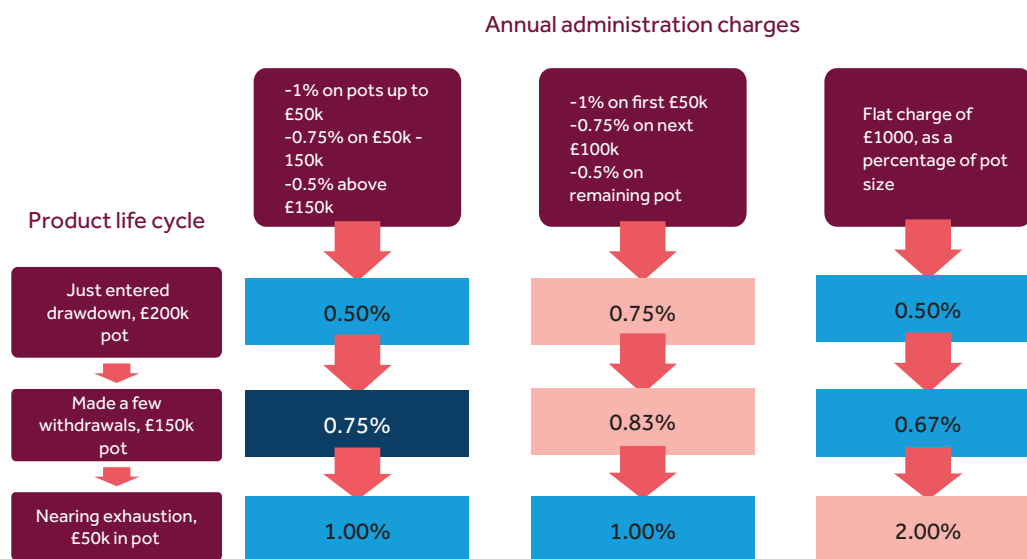 Annual administration charges
-1% on pots up to
£50k
-0.75% on £50k -
150k
-0.5% above
£150k
-1% on first £50k
-0.75% on next
£100k
-0.5% on
remaining pot
Flat charge of
£1000, as a
percentage of pot
size
Product life cycle
Just entered
drawdown, £200k
pot
0.50%
0.75%
0.50%
Made a few
withdrawals, £150k
pot
0.75%
0.83%
0.67%
Nearing exhaustion,
£50k in pot
1.00%
1.00%
2.00%